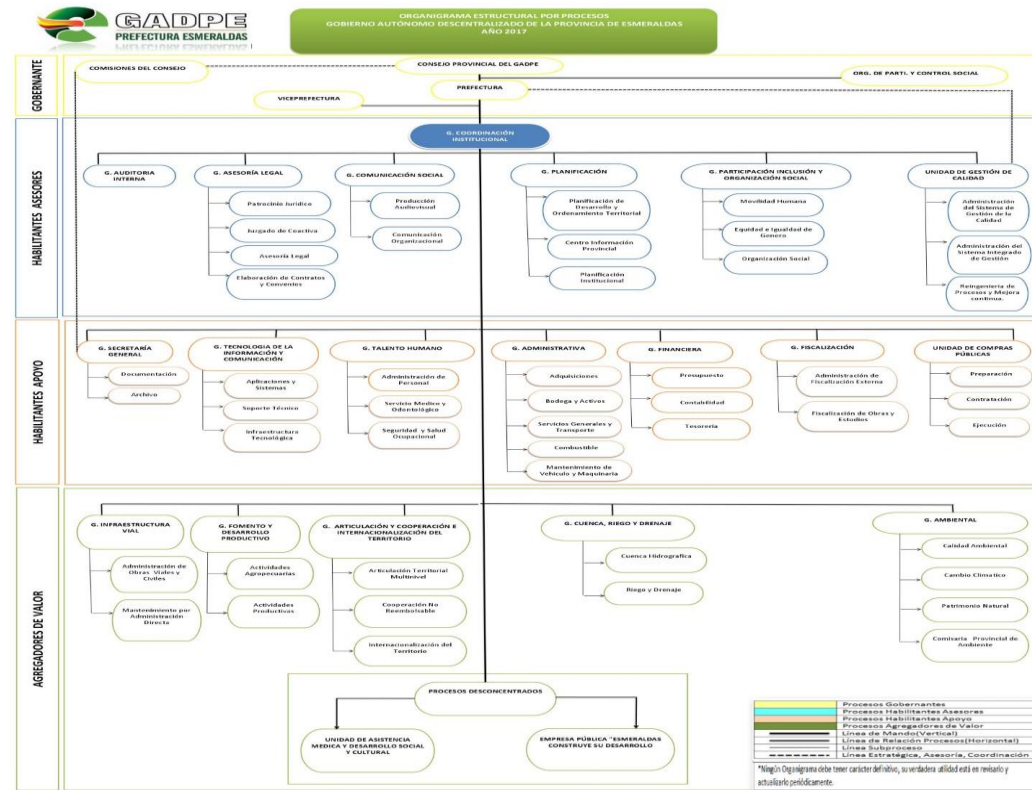 GADPE
PREFECTURA ESMERALDAS
ORGANIGRAMA ESTRUCTURAL POR PROCESOS
GOBIERNO AUTÓNOMO DESCENTRALIZADO DE LA PROVINCIA DE ESMERALDAS
AÑO 2017
GOBERNANTE
COMISIONES DEL CONSEJO
CONSEJO PROVINCIAL DEL GADPE
ORG. DE PARTI. Y CONTROL SOCIAL
PREFECTURA
VICEPREFECTURA
HABILITANTES ASESORES
G. COORDINACIÓN
INSTITUCIONAL
G. AUDITORIA
INTERNA
G. ASESORÍA LEGAL
Patrocinio Jurídico
Juzgado de Coactiva
Asesoría Legal
Elaboración de Contratos
y Convenios
G. COMUNICACIÓN SOCIAL
Producción
Audiovisual
Comunicación
Organizacional
G. PLANIFICACIÓN
Planificación de
Desarrollo y
Ordenamiento Territorial
Centro Información
Provincial
Planificación
Institucional
G. PARTICIPACIÓN INCLUSIÓN Y
ORGANIZACIÓN SOCIAL
Movilidad Humana
Equidad e Igualdad de
Genero
Organización Social
UNIDAD DE GESTIÓN DE
CALIDAD
Administración
del Sistema de
Gestión de la
Calidad
Administración del
Sistema Integrado
de Gestión
Reingeniería de
Procesos y Mejora
continua.
HABILITANTES APOYO
G. SECRETARÍA
GENERAL
Documentación
Archivo
G. TECNOLOGIA DE LA
INFORMACIÓN Y
COMUNICACIÓN
Aplicaciones y
Sistemas
Soporte Técnico
Infraestructura
Tecnológica
G. TALENTO HUMANO
Administración de
Personal
Servicio Medico y
Odontológico
Seguridad y Salud
Ocupacional
G. ADMINISTRATIVA
Adquisiciones
Bodega y Activos
Servicios Generales y
Transporte
Combustible
Mantenimiento de
Vehículo y Maquinaria
G. FINANCIERA
Presupuesto
Contabilidad
Tesorería
G. FISCALIZACIÓN
Administración de
Fiscalización Externa
Fiscalización de Obras y
Estudios
UNIDAD DE COMPRAS
PÚBLICAS
Preparación
Contratación
Ejecución
AGREGADORES DE VALOR
G. INFRAESTRUCTURA
VIAL
Administración de
Obras Viales y
Civiles
Mantenimiento por
Administración
Directa
G. FOMENTO Y
DESARROLLO
PRODUCTIVO
Actividades
Agropecuarias
Actividades
Productivas
G. ARTICULACIÓN Y COOPERACIÓN E
INTERNACIONALIZACIÓN DEL
TERRITORIO
Articulación Territorial
Multinivel
Cooperación No
Reembolsable
Internacionalización del
Territorio
G. CUENCA, RIEGO Y DRENAJE
Cuenca Hidrografica
Riego y Drenaje
G. AMBIENTAL
Calidad Ambiental
Cambio Climatico
Patrimonio Natural
Comisaria Provincial de
Ambiente
PROCESOS DESCONCENTRADOS
UNIDAD DE ASISTENCIA
MEDICA Y DESARROLLO SOCIAL
Y CULTURAL
EMPRESA PÚBLICA "ESMERALDAS
CONSTRUYE SU DESARROLLO
Procesos Gobernantes
Procesos Habilitantes Asesores
Procesos Habilitantes Apoyo
Procesos Agregadores de Valor
Línea de Mando(Vertical)
Línea de Relación Procesos(Horizontal)
Línea Subproceso
Línea Estratégica, Asesoría, Coordinación
*Ningún Organigrama debe tener carácter definitivo, su verdadera utilidad está en revisarlo y
actualizarlo periódicamente.